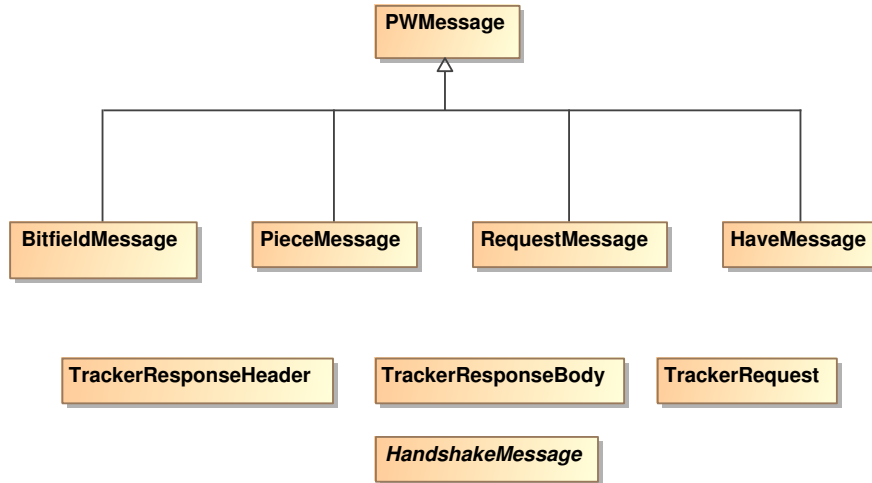 PWMessage
BitfieldMessage
PieceMessage
RequestMessage
HaveMessage
TrackerResponseHeader
TrackerResponseBody
TrackerRequest
HandshakeMessage